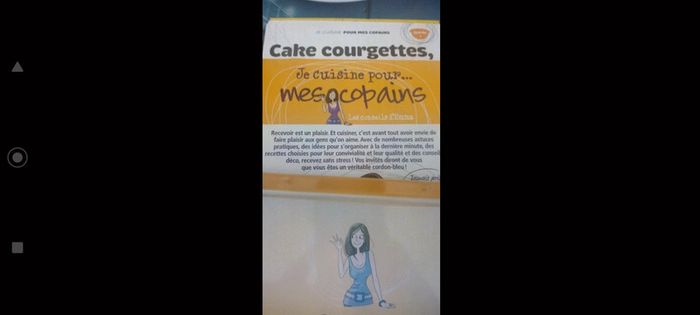 JE CUISINE POUR MES COPAINS
Cake courgettes,
Je cuisine pour...
mes copains
Les conseils d'Emma
Recevoir est un plaisir. Et cuisiner, c'est avant tout avoir envie de
faire plaisir aux gens qu'on aime. Avec de nombreuses astuces
pratiques, des idées pour s'organiser à la dernière minute, des
recettes choisies pour leur convivialité et leur qualité et des conseil
déco, recevez sans stress ! Vos invités diront de vous
que vous êtes un véritable cordon-bleu !